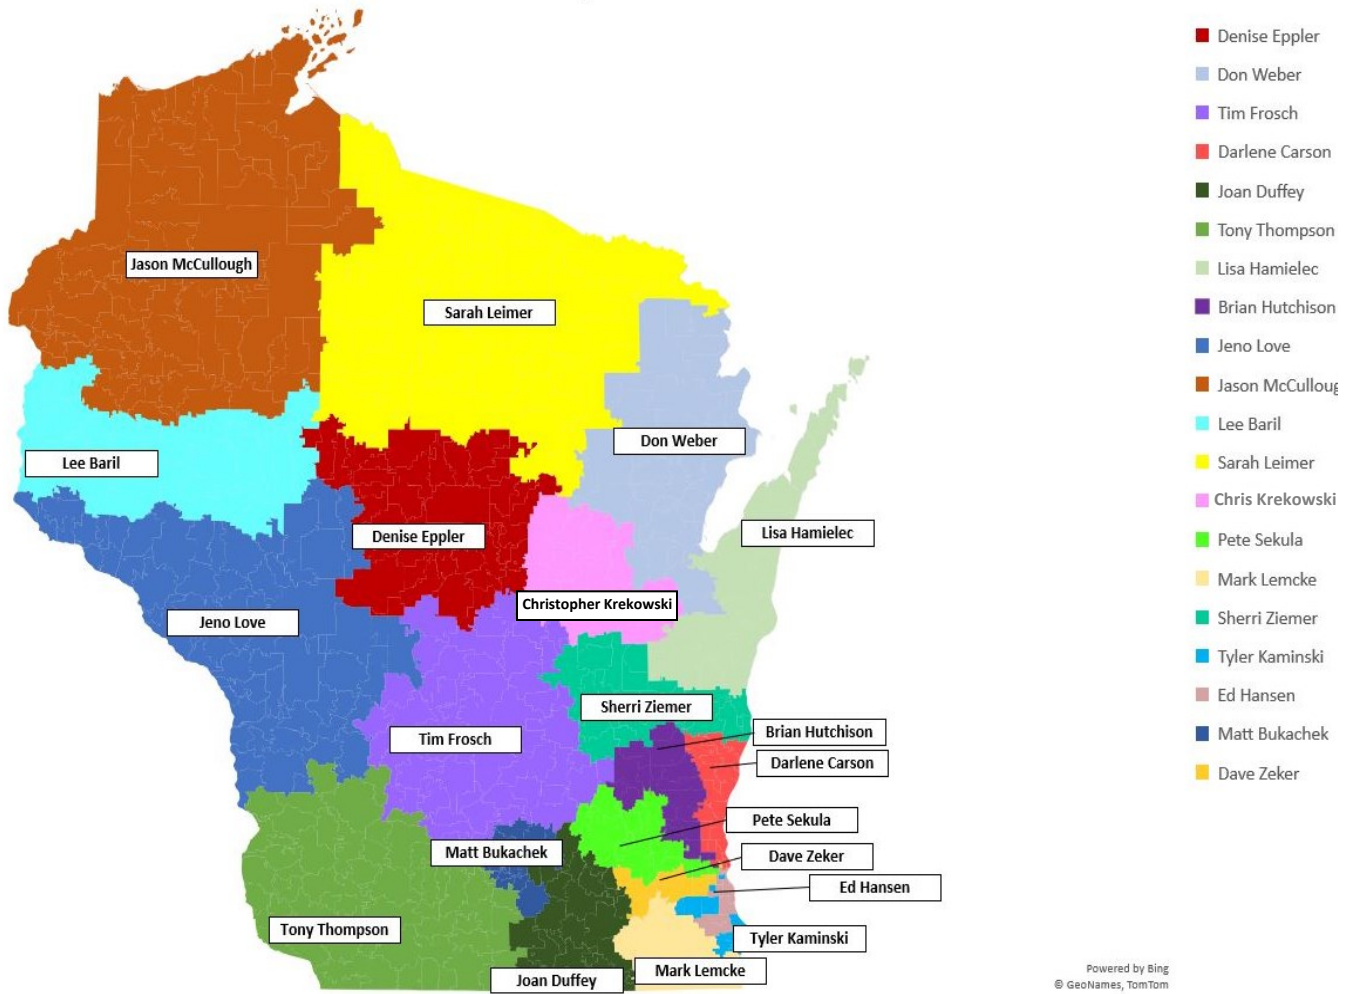 Jason McCullough
Sarah Leimer
Don Weber
Lee Baril
Denise Eppler
Lisa Hamielec
Christopher Krekowski
Jeno Love
Sherri Ziemer
Tim Frosch
Brian Hutchison
Darlene Carson
Pete Sekula
Matt Bukachek
Dave Zeker
Ed Hansen
Tony Thompson
Tyler Kaminski
Mark Lemcke
Joan Duffey
Denise Eppler
Don Weber
Tim Frosch
Darlene Carson
Joan Duffey
Tony Thompson
Lisa Hamielec
Brian Hutchison
Jeno Love
Jason McCulloug
Lee Baril
Sarah Leimer
Chris Krekowski
Pete Sekula
Mark Lemcke
Sherri Ziemer
Tyler Kaminski
Ed Hansen
Matt Bukachek
Dave Zeker
Powered by Bing
© GeoNames, TomTom